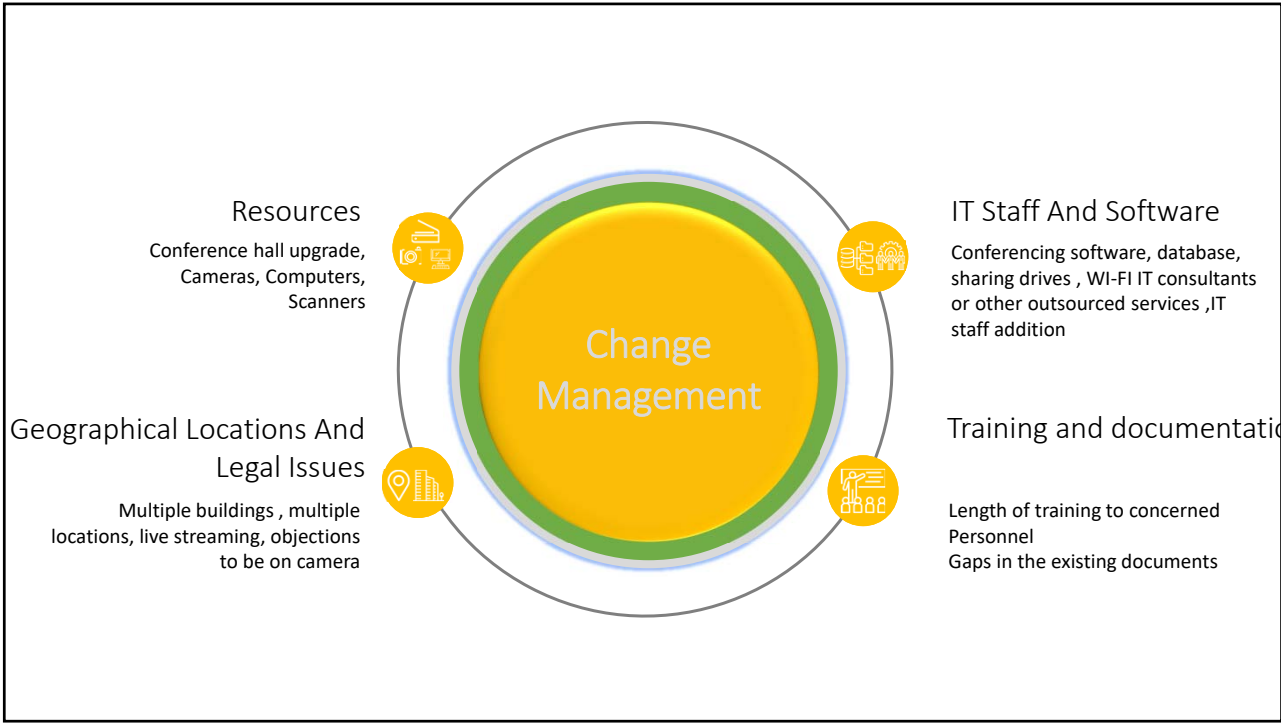 Resources
Conference hall upgrade,
Cameras, Computers,
Scanners
Geographical Locations And
Legal Issues
Multiple buildings , multiple
locations, live streaming, objections
to be on camera
Change
Management
IT Staff And Software
Conferencing software, database,
sharing drives , WI-FI IT consultants
or other outsourced services ,IT
staff addition
Training and documentatic
Length of training to concerned
Personnel
Gaps in the existing documents